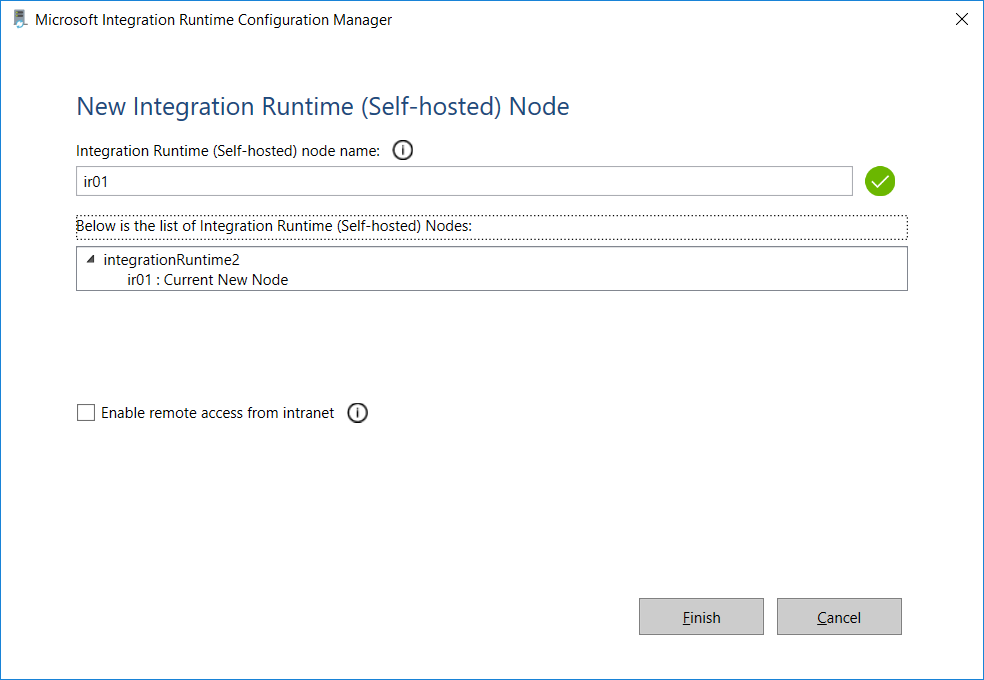 Microsoft Integration Runtime Configuration Manager
New Integration Runtime (Self-hosted) Node
Integration Runtime (Self-hosted) node name:
ir01
Below is the list of Integration Runtime (Self-hosted) Nodes:
integrationRuntime2
ir01 : Current New Node
Enable remote access from intranet
Finish Cancel